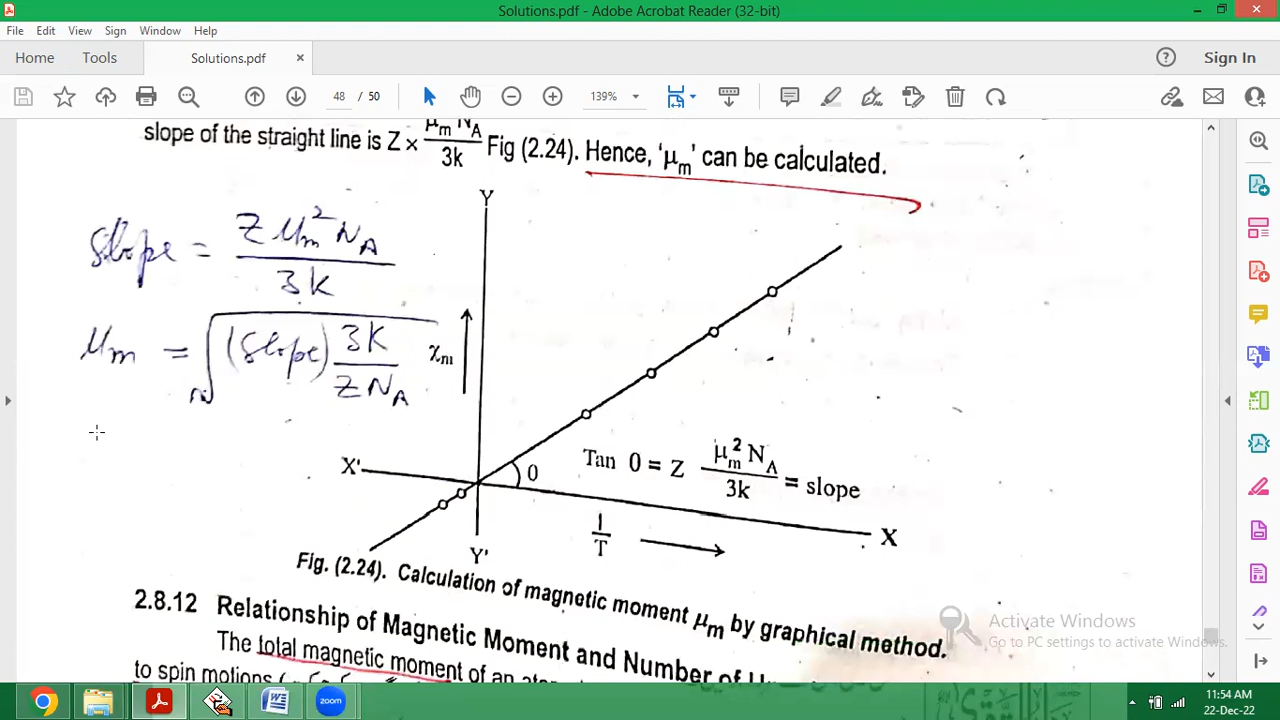 Solutions.pdf - Adobe Acrobat Reader (32-bit)
File Edit View Sign Window Help
Home Tools Solutions.pdf × Sign In
48 / 50 139%
slope of the straight line is Z × μm NA / 3k Fig (2.24). Hence, 'μm' can be calculated.
Slope = Z μm² NA / 3k
μm = √(Slope) 3k / Z NA
Y
χm
X'
0
Tan 0 = Z μm² NA / 3k = slope
X
1/T
Y'
Fig. (2.24). Calculation of magnetic moment μm by graphical method.
2.8.12 Relationship of Magnetic Moment and Number of
The total magnetic moment of an
to spin motions
Activate Windows
Go to PC settings to activate Windows.
zoom
11:54 AM
22-Dec-22